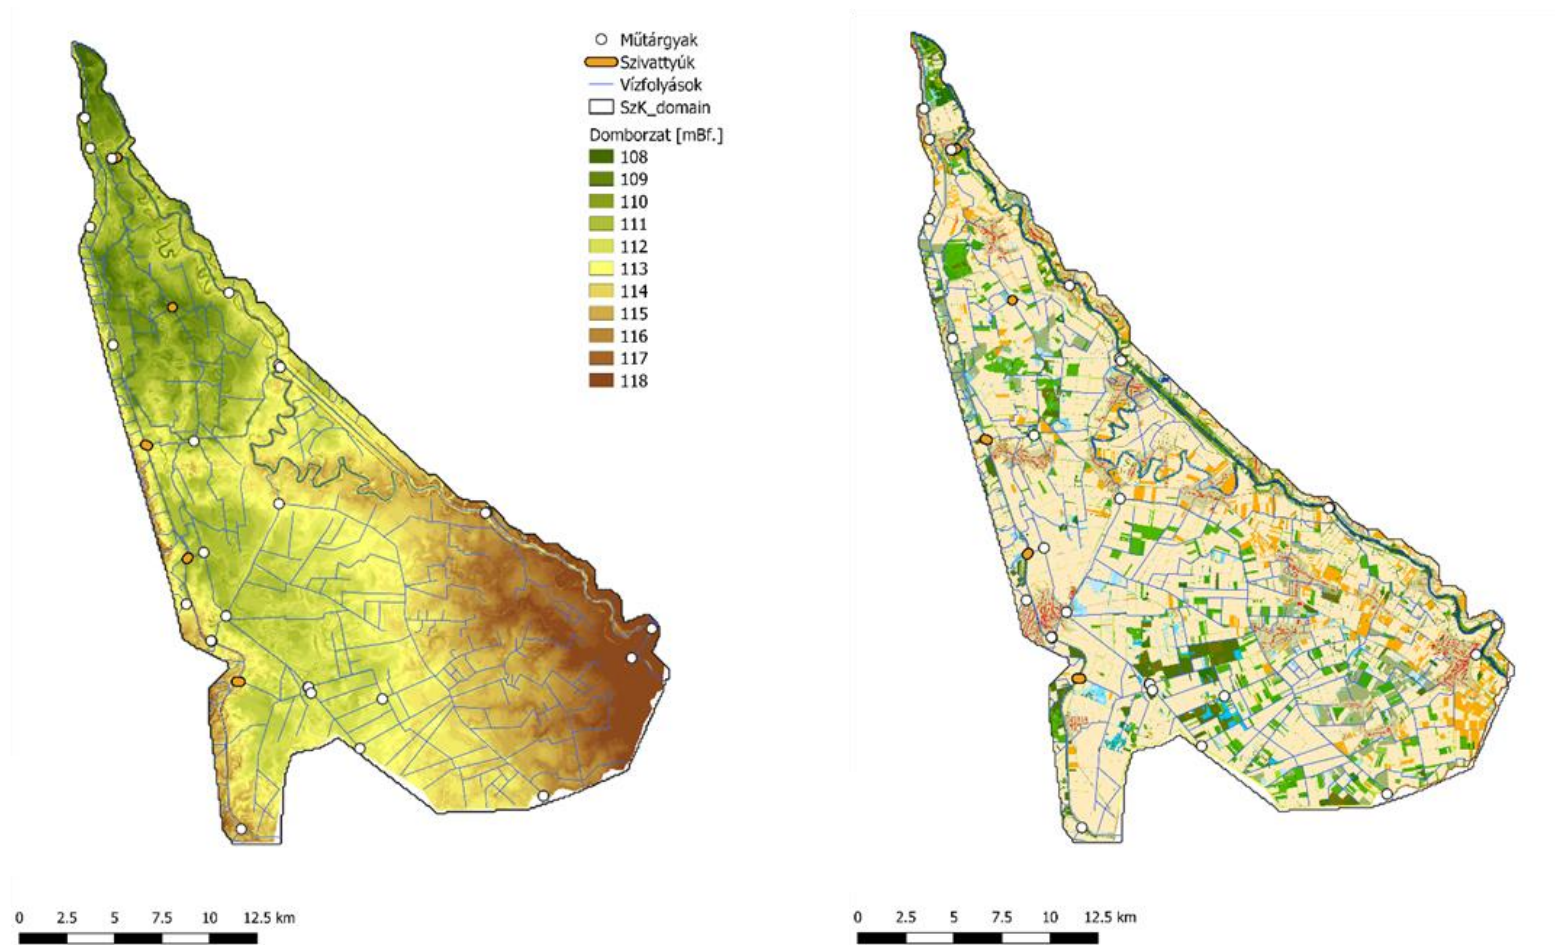 Műtárgyak
Szivattyúk
Vízfolyások
SzK_domain
Domborzat [mBf.]
108
109
110
111
112
113
114
115
116
117
118
0 2.5 5 7.5 10 12.5 km
0 2.5 5 7.5 10 12.5 km